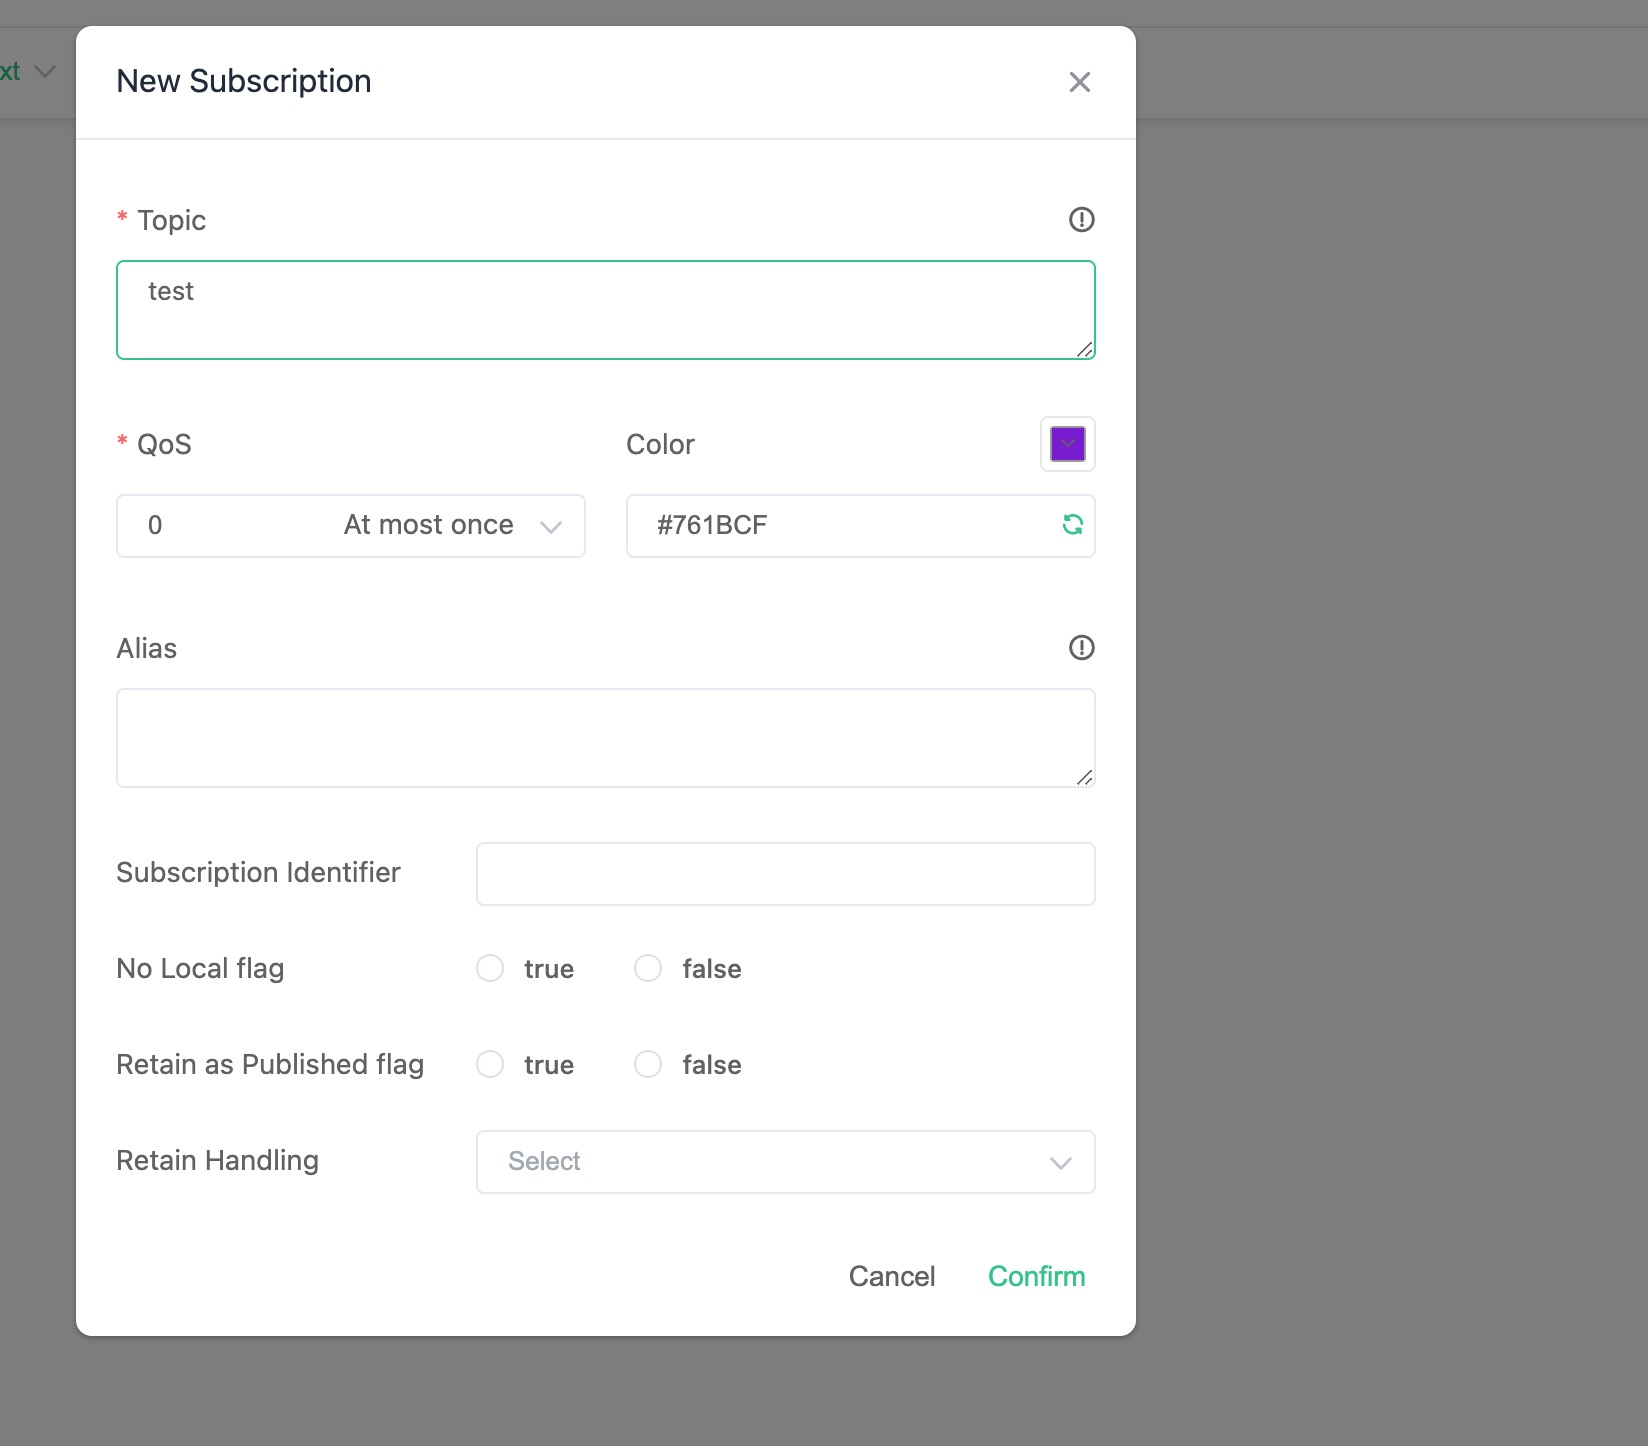 xt
New Subscription
* Topic
test
* QoS
Color
0 At most once
#761BCF
Alias
Subscription Identifier
No Local flag
true false
Retain as Published flag
true false
Retain Handling
Select
Cancel Confirm